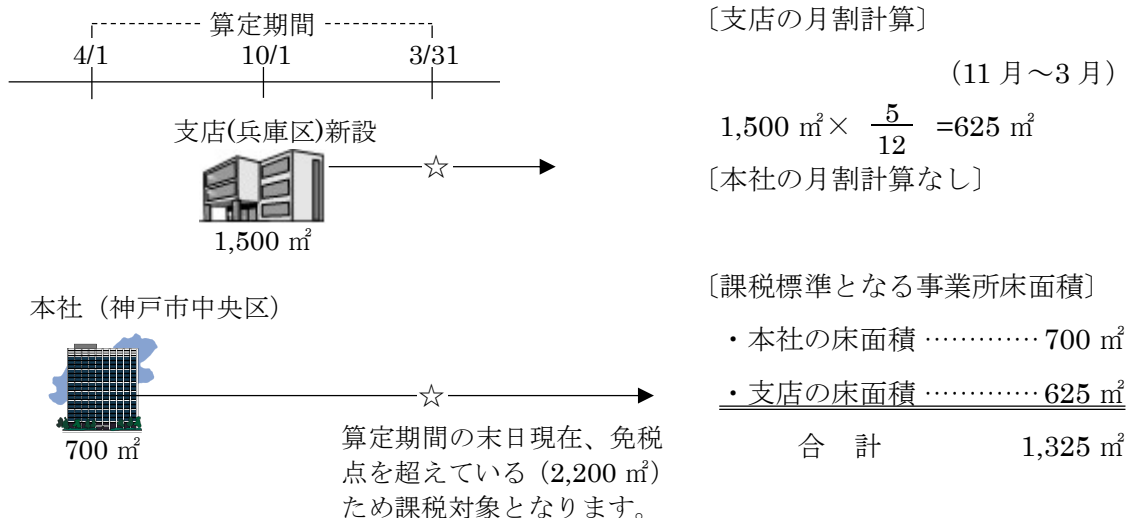 算定期間
4/1 10/1 3/31
支店(兵庫区)新設
☆
1,500 ㎡
本社（神戸市中央区）
☆
700 ㎡
算定期間の末日現在、免税
点を超えている（2,200 ㎡）
ため課税対象となります。
〔支店の月割計算〕
（11 月～3 月）
1,500 ㎡× 5/12 =625 ㎡
〔本社の月割計算なし〕
〔課税標準となる事業所床面積〕
・本社の床面積 ………… 700 ㎡
・支店の床面積 ………… 625 ㎡
合 計 1,325 ㎡